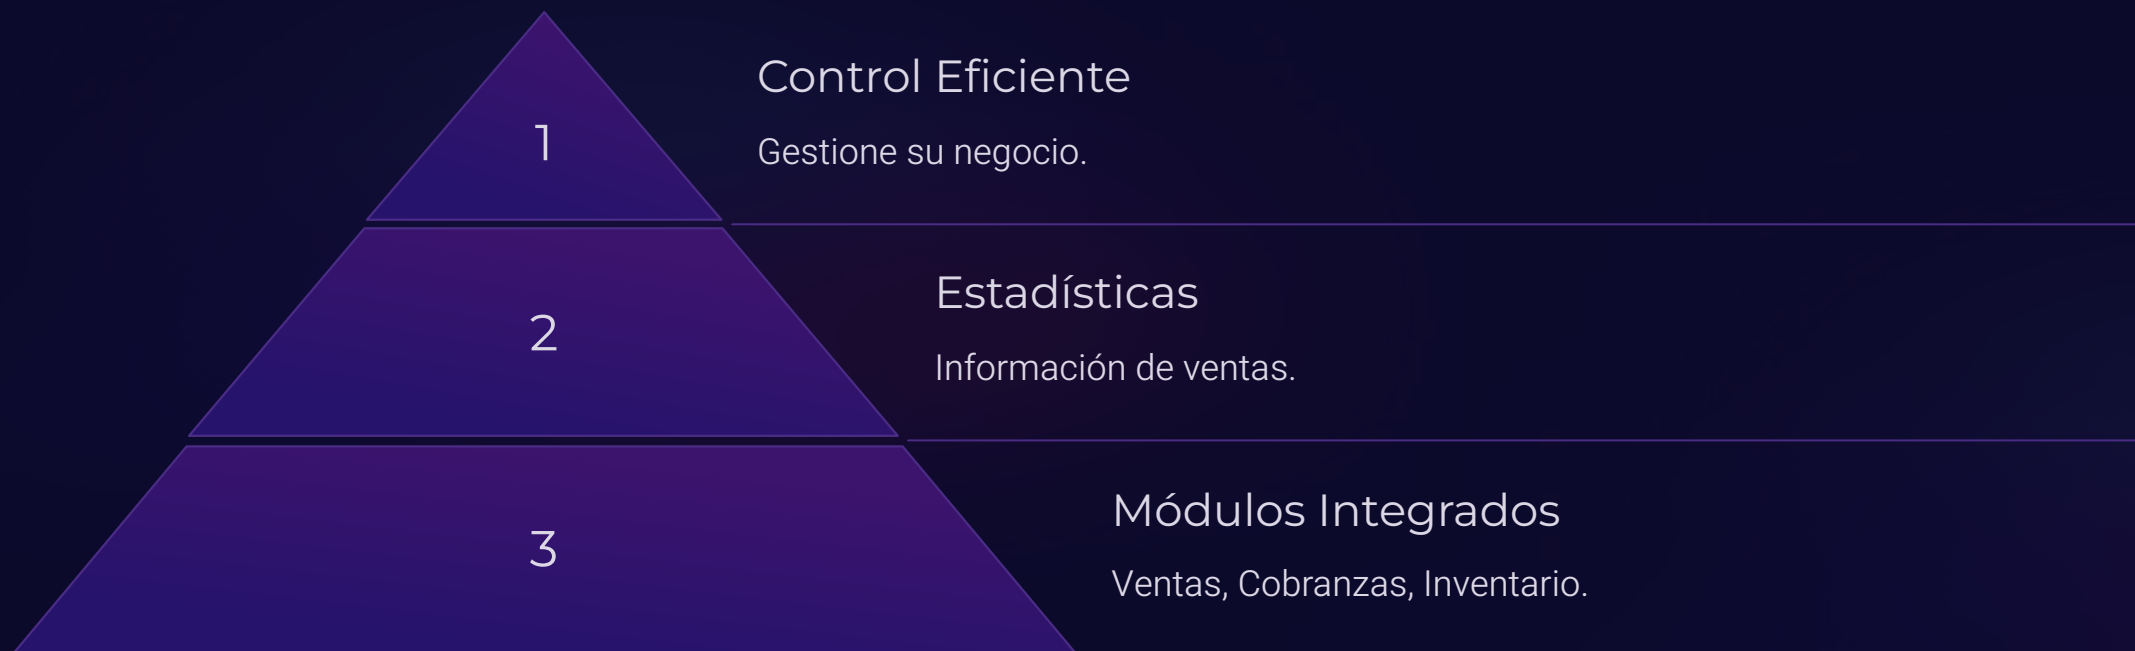 1
Control Eficiente
Gestione su negocio.
2
Estadísticas
Información de ventas.
3
Módulos Integrados
Ventas, Cobranzas, Inventario.